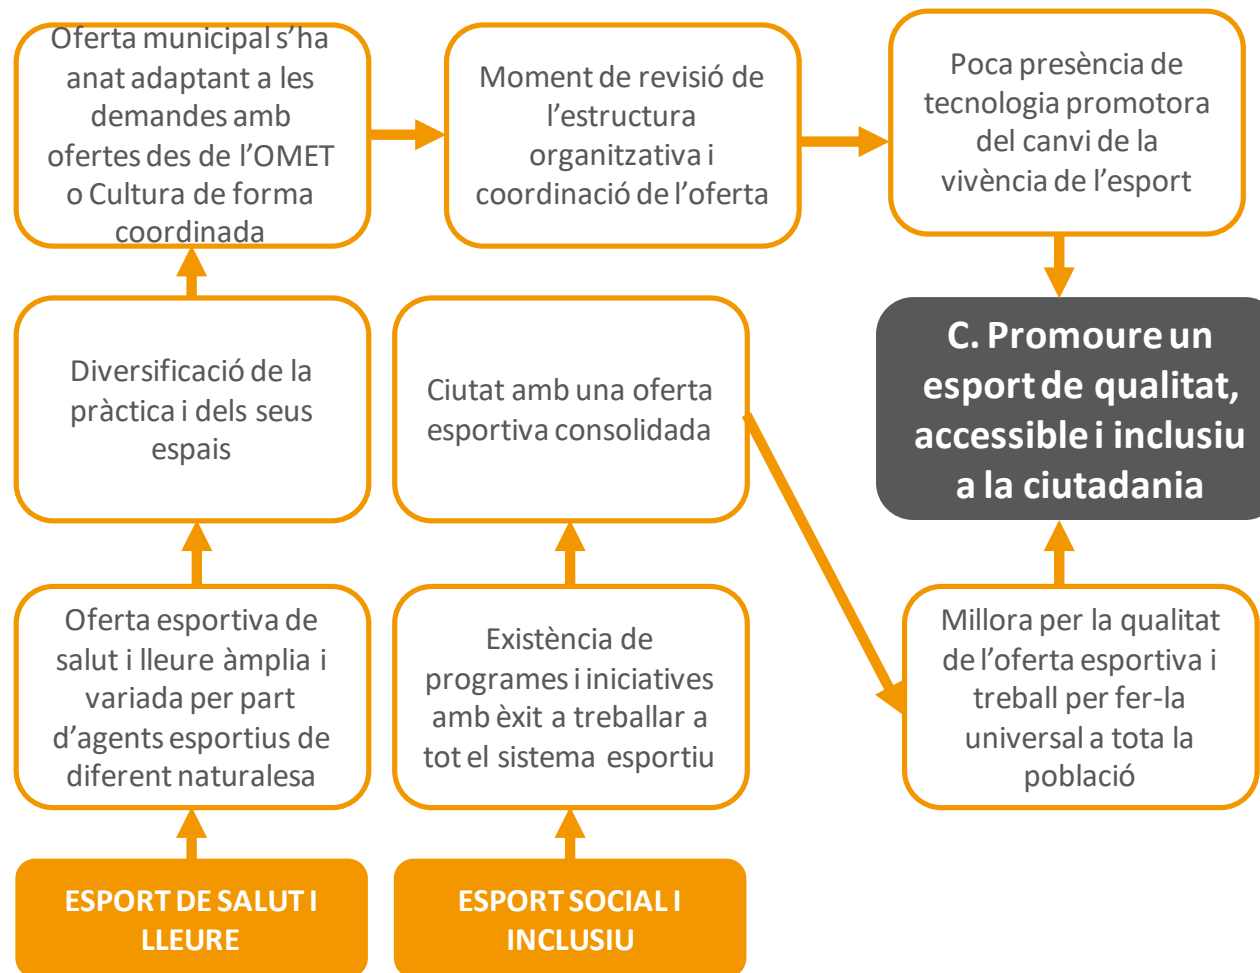 Oferta municipal s’ha
anat adaptant a les
demandes amb
ofertes des de l’OMET
o Cultura de forma
coordinada
Moment de revisió de
l’estructura
organitzativa i
coordinació de l’oferta
Poca presència de
tecnologia promotora
del canvi de la
vivència de l’esport
Diversificació de la
pràctica i dels seus
espais
Ciutat amb una oferta
esportiva consolidada
C. Promoure un
esport de qualitat,
accessible i inclusiu
a la ciutadania
Oferta esportiva de
salut i lleure àmplia i
variada per part
d’agents esportius de
diferent naturalesa
Existència de
programes i iniciatives
amb èxit a treballar a
tot el sistema esportiu
Millora per la qualitat
de l’oferta esportiva i
treball per fer-la
universal a tota la
població
ESPORT DE SALUT I
LLEURE
ESPORT SOCIAL I
INCLUSIU